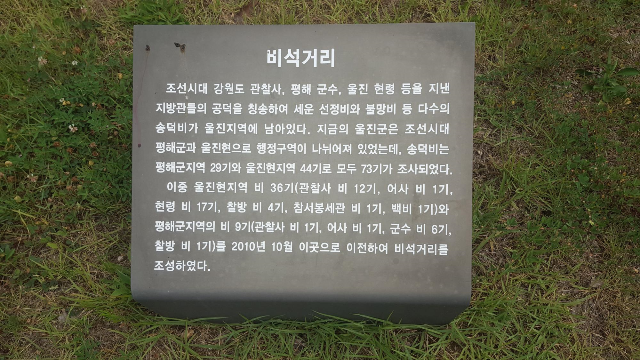 비석거리
조선시대 강원도 관찰사, 평해 군수, 울진 현령 등을 지낸
지방관들의 공덕을 칭송하여 세운 선정비와 불망비 등 다수의
송덕비가 울진지역에 남아있다. 지금의 울진군은 조선시대
평해군과 울진현으로 행정구역이 나뉘어져 있었는데, 송덕비는
평해군지역 29기와 울진현지역 44기로 모두 73기가 조사되었다.
이중 울진현지역 비 36기(관찰사 비 12기, 어사 비 1기,
현령 비 17기, 찰방 비 4기, 참서봉세관 비 1기, 백비 1기)와
평해군지역의 비 9기(관찰사 비 1기, 어사 비 1기, 군수 비 6기,
찰방 비 1기)를 2010년 10월 이곳으로 이전하여 비석거리를
조성하였다.